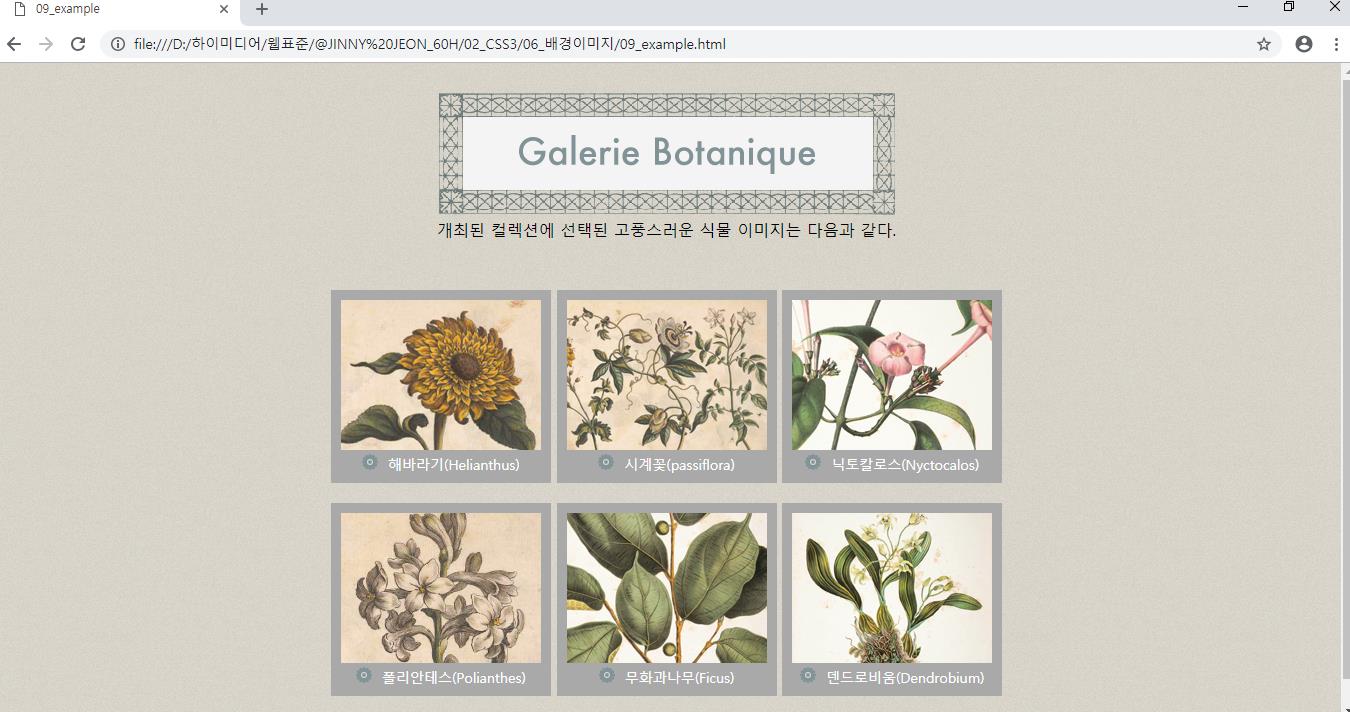 09_example
file:///D:/하이미디어/웹표준/@JINNY%20JEON_60H/02_CSS3/06_배경이미지/09_example.html
Galerie Botanique
개최된 컬렉션에 선택된 고풍스러운 식물 이미지는 다음과 같다.
해바라기(Helianthus)
시계꽃(passiflora)
닉토칼로스(Nyctocalos)
폴리안테스(Polianthes)
무화과나무(Ficus)
덴드로비움(Dendrobium)